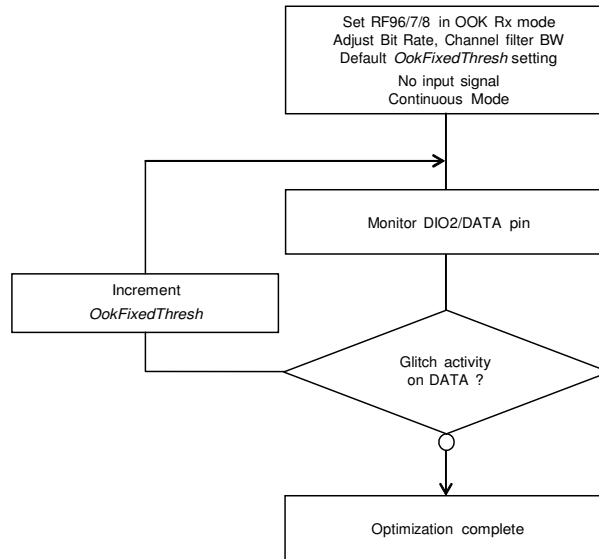 Set RF96/7/8 in OOK Rx mode
Adjust Bit Rate, Channel filter BW
Default OokFixedThresh setting
No input signal
Continuous Mode
Monitor DIO2/DATA pin
Increment
OokFixedThresh
Glitch activity
on DATA ?
Optimization complete